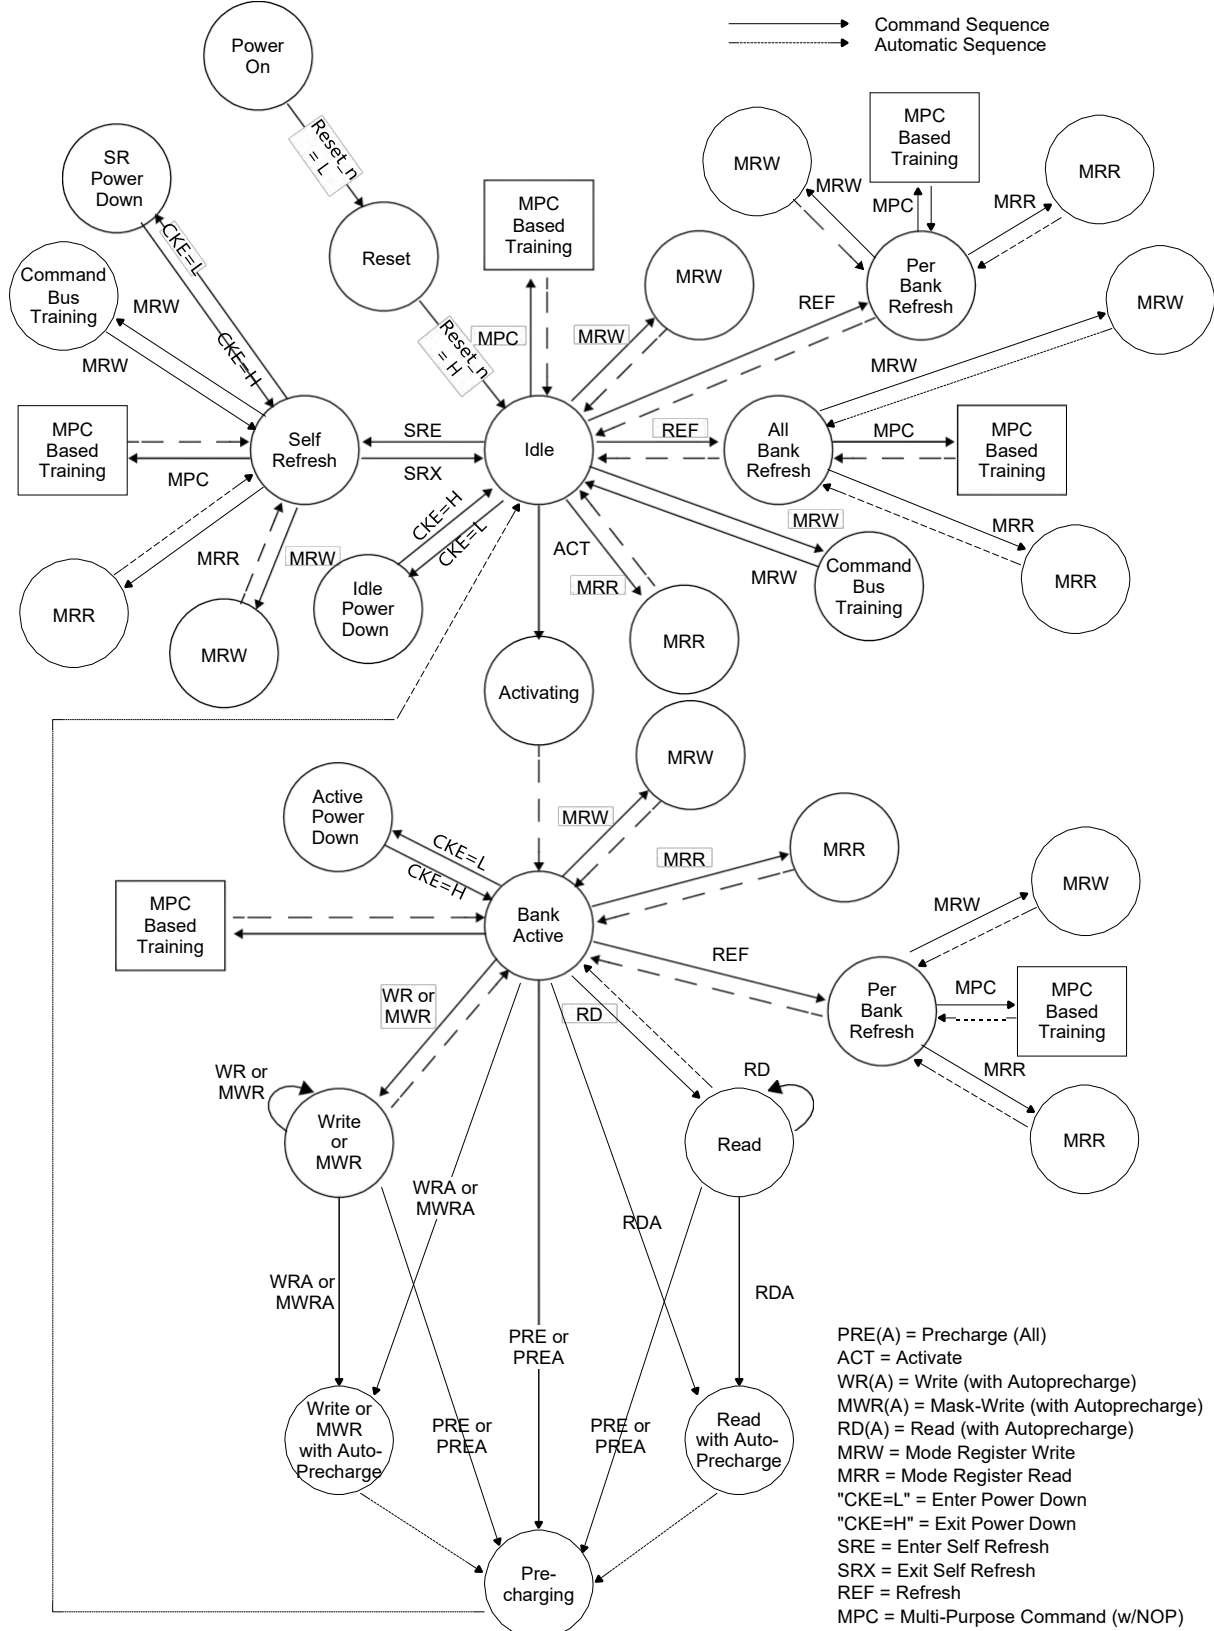 Command Sequence
Automatic Sequence
Power
On
Reset_n
= L
SR
Power
Down
CKE=L
CKE=H
Reset
Reset_n
= H
MPC
Based
Training
MPC
MRW
MRW
MRW
MRW
MPC
Based
Training
MPC
MRR
MRR
Per
Bank
Refresh
REF
MRW
MRW
Command
Bus
Training
MRW
MRW
MPC
Based
Training
MPC
Self
Refresh
SRE
SRX
Idle
REF
All
Bank
Refresh
MPC
MPC
Based
Training
MRR
MRR
MRR
MRR
MRW
MRW
CKE=H
CKE=L
Idle
Power
Down
ACT
MRR
MRR
MRW
MRW
Command
Bus
Training
Activating
MRW
MRW
Active
Power
Down
CKE=L
CKE=H
MRR
MRR
MPC
Based
Training
Bank
Active
REF
MRW
MRW
Per
Bank
Refresh
MPC
MPC
Based
Training
MRR
MRR
WR or
MWR
RD
WR or
MWR
Write
or
MWR
RD
Read
WRA or
MWRA
RDA
WRA or
MWRA
RDA
PRE or
PREA
Write or
MWR
with Auto-
Precharge
PRE or
PREA
PRE or
PREA
Read
with Auto-
Precharge
Pre-
charging
PRE(A) = Precharge (All)
ACT = Activate
WR(A) = Write (with Autoprecharge)
MWR(A) = Mask-Write (with Autoprecharge)
RD(A) = Read (with Autoprecharge)
MRW = Mode Register Write
MRR = Mode Register Read
"CKE=L" = Enter Power Down
"CKE=H" = Exit Power Down
SRE = Enter Self Refresh
SRX = Exit Self Refresh
REF = Refresh
MPC = Multi-Purpose Command (w/NOP)